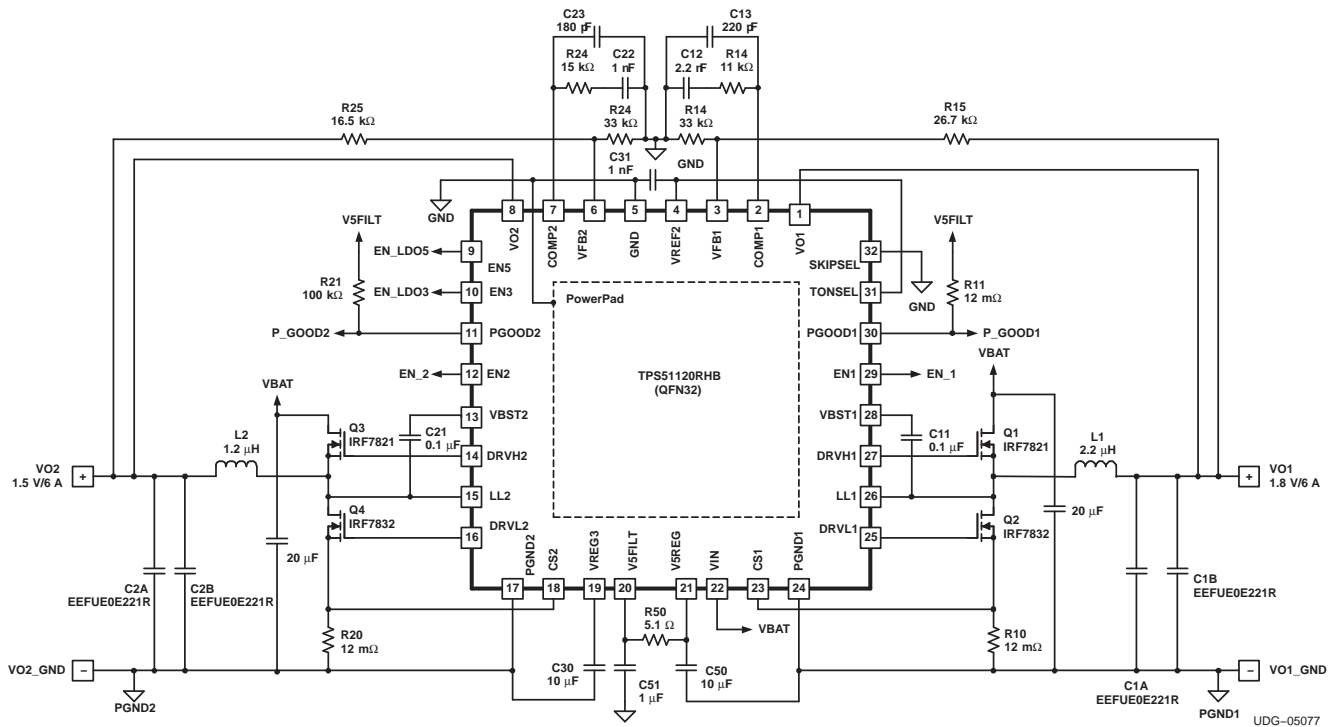 C23
180 pF
C13
220 pF
R24
15 kΩ
C22
1 nF
C12
2.2 nF
R14
11 kΩ
R25
16.5 kΩ
R24
33 kΩ
R14
33 kΩ
R15
26.7 kΩ
C31
1 nF
GND
GND
8
7
6
5
4
3
2
1
VO2
COMP2
VFB2
GND
VREF2
VFB1
COMP1
VO1
V5FILT
R21
100 kΩ
EN_LDO5
9
EN5
EN_LDO3
10
EN3
P_GOOD2
11
PGOOD2
EN_2
12
EN2
13
VBST2
14
DRVH2
15
LL2
16
DRVL2
PowerPad
TPS51120RHB
(QFN32)
SKIPSEL
32
GND
TONSEL
31
V5FILT
R11
12 mΩ
PGOOD1
30
P_GOOD1
EN1
29
EN_1
VBST1
28
DRVH1
27
LL1
26
DRVL1
25
VBAT
Q3
IRF7821
C21
0.1 μF
L2
1.2 μH
VO2
1.5 V/6 A
+
Q4
IRF7832
20 μF
C2A
EEFUE0E221R
C2B
EEFUE0E221R
R20
12 mΩ
VO2_GND
–
PGND2
VBAT
Q1
IRF7821
C11
0.1 μF
L1
2.2 μH
+
VO1
1.8 V/6 A
Q2
IRF7832
20 μF
C1B
EEFUE0E221R
R10
12 mΩ
C1A
EEFUE0E221R
–
VO1_GND
PGND1
PGND2
CS2
VREG3
V5FILT
V5REG
VIN
CS1
PGND1
17
18
19
20
21
22
23
24
R50
5.1 Ω
VBAT
C30
10 μF
C51
1 μF
C50
10 μF
UDG–05077